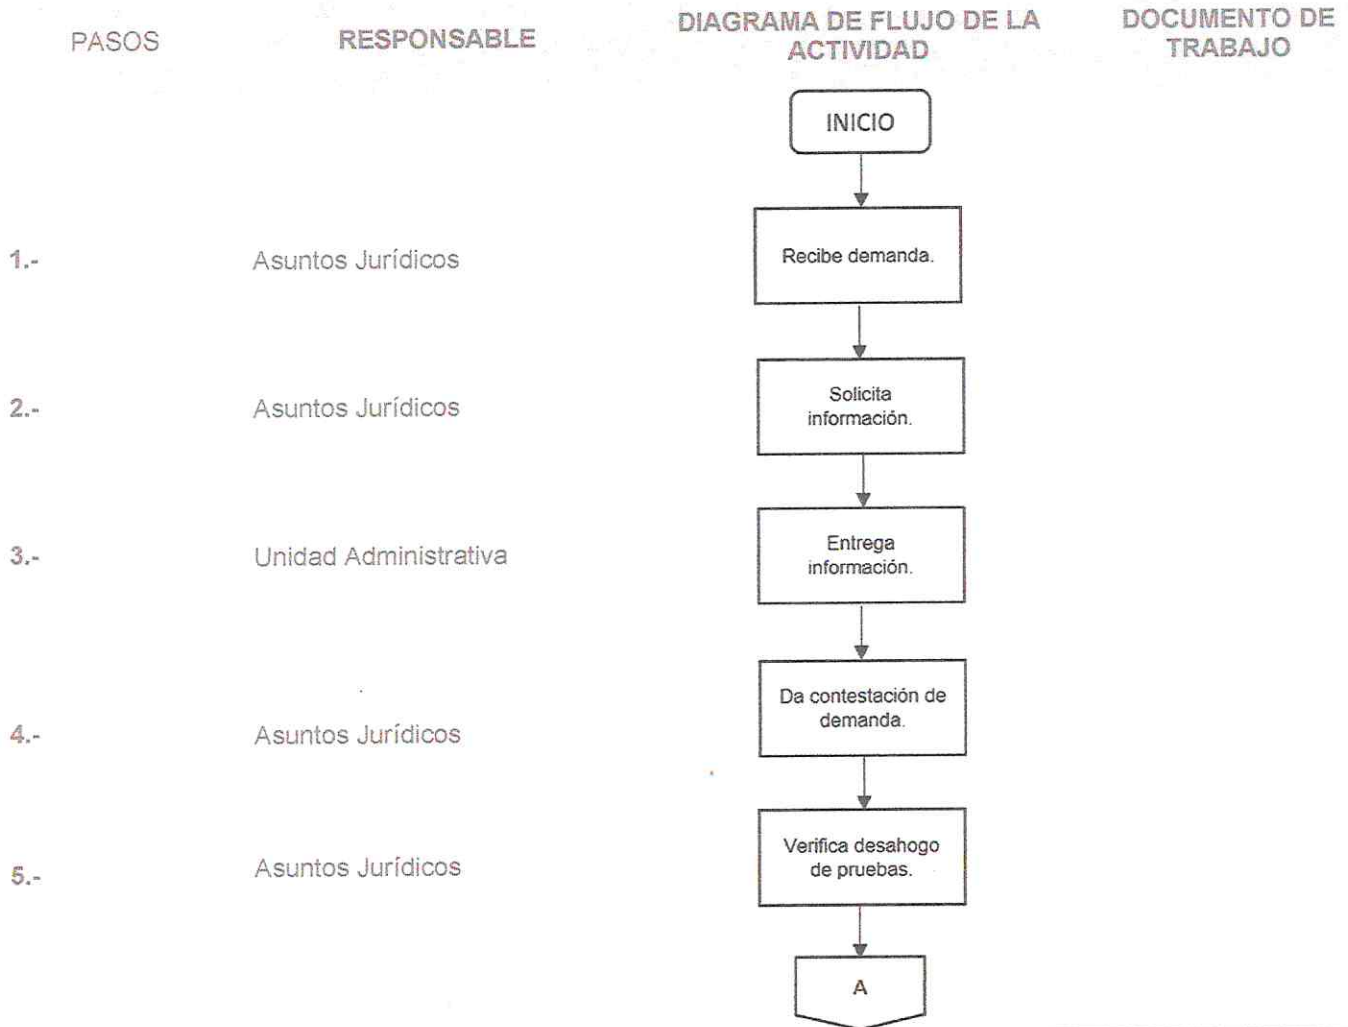 PASOS
RESPONSABLE
DIAGRAMA DE FLUJO DE LA
ACTIVIDAD
DOCUMENTO DE
TRABAJO
INICIO
1.-
Asuntos Jurídicos
Recibe demanda.
2.-
Asuntos Jurídicos
Solicita
información.
3.-
Unidad Administrativa
Entrega
información.
4.-
Asuntos Jurídicos
Da contestación de
demanda.
5.-
Asuntos Jurídicos
Verifica desahogo
de pruebas.
A